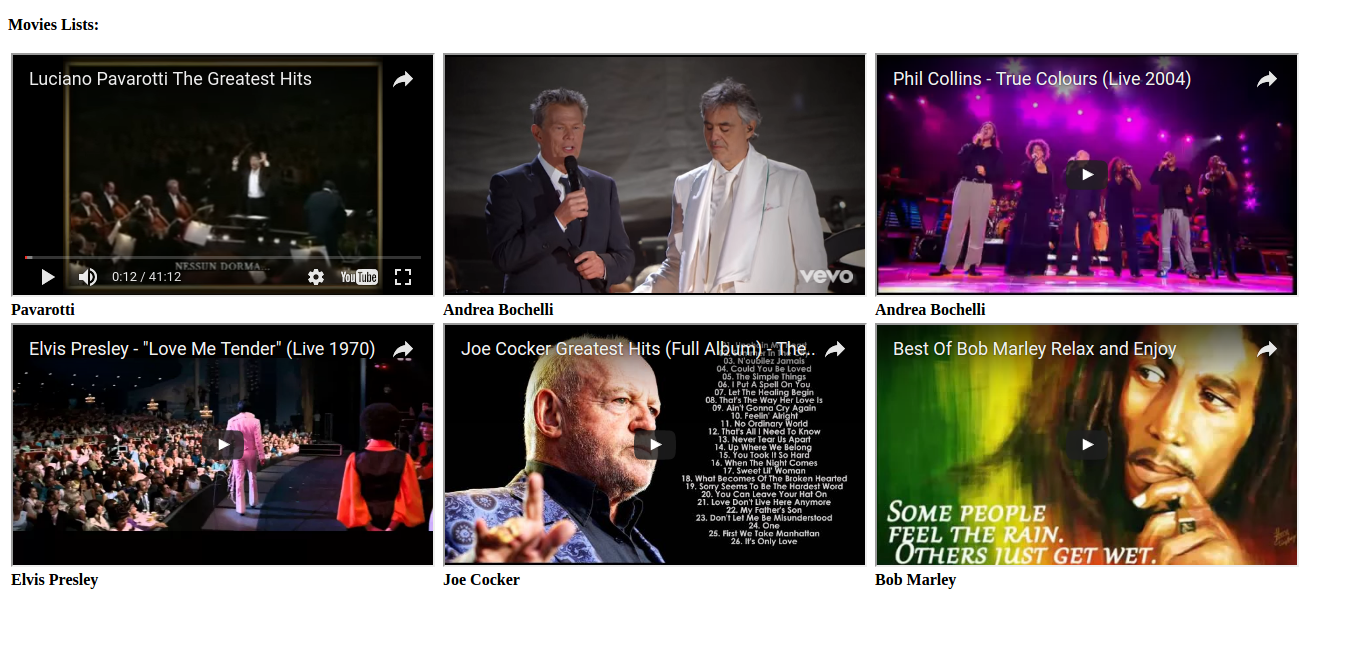 Movies Lists:
Luciano Pavarotti The Greatest Hits
NESSUN DORMA...
0:12 / 41:12
YouTube
vevo
Phil Collins - True Colours (Live 2004)
Pavarotti
Andrea Bochelli
Andrea Bochelli
Elvis Presley - "Love Me Tender" (Live 1970)
Joe Cocker Greatest Hits (Full Album) - The..
03. N'oubliez Jamais
04. Could You Be Loved
05. The Simple Things
06. I Put A Spell On You
07. Let The Healing Begin
08. That's The Way Her Love Is
09. Ain't Gonna Cry Again
10. Feelin' Alright
11. No Ordinary World
12. That's All I Need To Know
13. Never Tear Us Apart
14. Up Where We Belong
15. You Took It So Hard
16. When The Night Comes
17. Sweet Lil' Woman
18. What Becomes Of The Broken Hearted
19. Sorry Seems To Be The Hardest Word
20. You Can Leave Your Hat On
21. Love Don't Live Here Anymore
22. My Father's Son
23. Don't Let Me Be Misunderstood
24. One
25. First We Take Manhattan
26. It's Only Love
Best Of Bob Marley Relax and Enjoy
SOME PEOPLE
FEEL THE RAIN.
OTHERS JUST GET WET.
Elvis Presley
Joe Cocker
Bob Marley